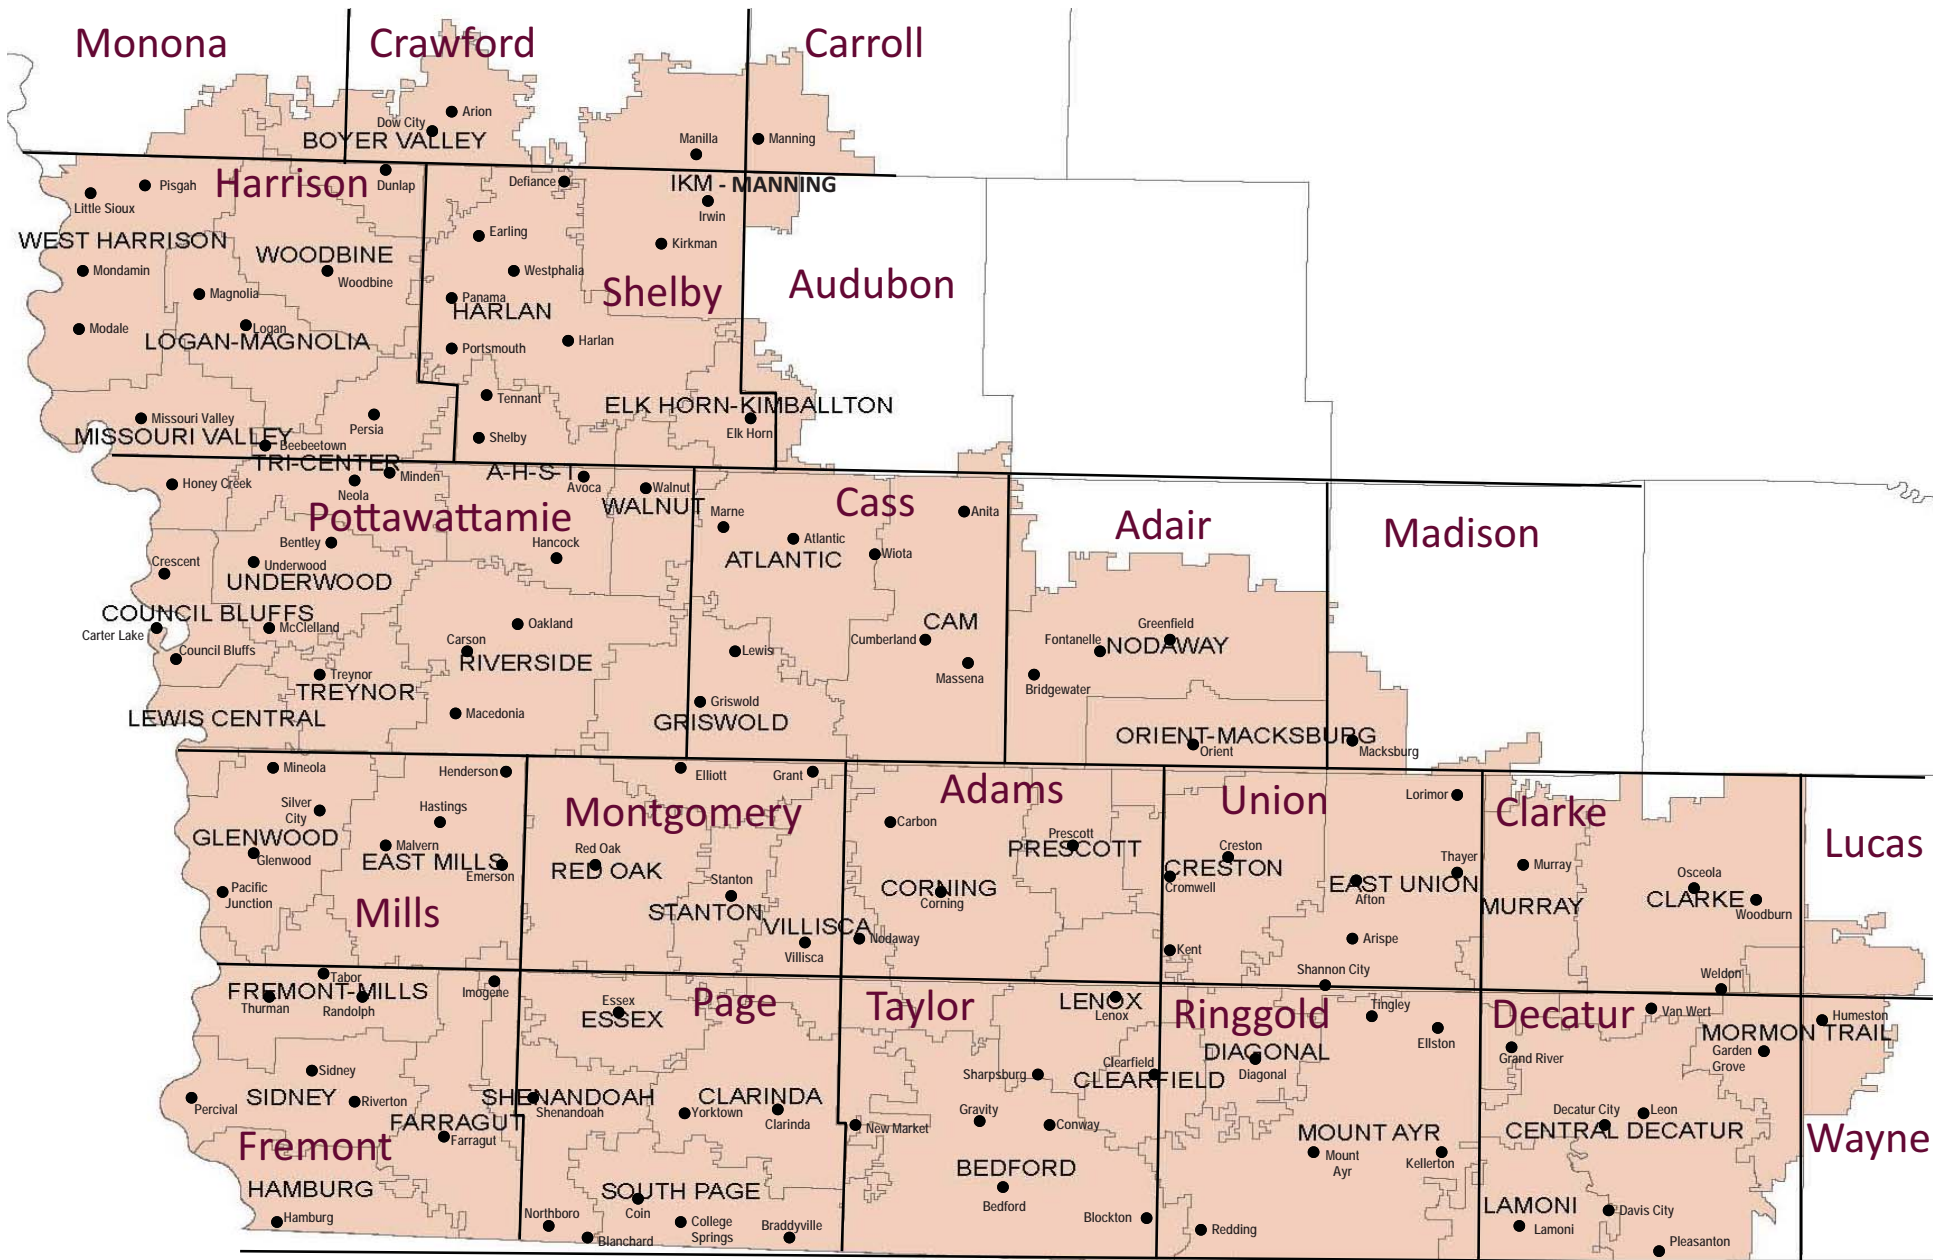 Monona
Crawford
Carroll
Arion
Dow City
BOYER VALLEY
Manilla
Manning
Harrison
Pisgah
Little Sioux
Dunlap
Defiance
IKM - MANNING
Irwin
WEST HARRISON
WOODBINE
Woodbine
Mondamin
Earling
Kirkman
Westphalia
Shelby
Audubon
Magnolia
Panama
HARLAN
Modale
Logan
LOGAN-MAGNOLIA
Portsmouth
Harlan
Tennant
ELK HORN-KIMBALLTON
Elk Horn
Missouri Valley
MISSOURI VALLEY
Persia
Beebeetown
Shelby
TRI-CENTER
Honey Creek
Neola
Minden
A-H-S-T
Avoca
Walnut
WALNUT
Pottawattamie
Cass
Marne
Anita
Adair
Madison
Bentley
Hancock
Atlantic
ATLANTIC
Wiota
Crescent
Underwood
UNDERWOOD
COUNCIL BLUFFS
Carter Lake
McClelland
Council Bluffs
Carson
Oakland
RIVERSIDE
Lewis
CAM
Cumberland
Massena
Greenfield
Fontanelle
NODAWAY
Bridgewater
Treynor
TREYNOR
Macedonia
LEWIS CENTRAL
Griswold
GRISWOLD
ORIENT-MACKSBURG
Orient
Macksburg
Mineola
Henderson
Elliott
Grant
Silver
City
Hastings
Montgomery
Adams
Union
Lorimor
Clarke
GLENWOOD
Glenwood
Malvern
EAST MILLS
Emerson
Red Oak
RED OAK
Carbon
Prescott
PRESCOTT
Creston
CRESTON
Cromwell
Thayer
EAST UNION
Afton
Murray
MURRAY
Osceola
CLARKE
Woodburn
Lucas
Pacific
Junction
Mills
Stanton
STANTON
VILLISCA
Villisca
CORNING
Corning
Nodaway
Kent
Arispe
Shannon City
Weldon
Tabor
FREMONT-MILLS
Thurman
Randolph
Imogene
Essex
ESSEX
Page
Taylor
LENOX
Lenox
Ringgold
Tingley
Decatur
Van Wert
Humeston
MORMON TRAIL
Garden
Grove
Ellston
Grand River
DIAGONAL
Diagonal
Sidney
SIDNEY
Percival
Riverton
FARRAGUT
Farragut
SHENANDOAH
Shenandoah
CLARINDA
Yorktown
Clarinda
New Market
Sharpsburg
Clearfield
CLEARFIELD
Gravity
Conway
MOUNT AYR
Mount
Ayr
Kellerton
Decatur City
Leon
CENTRAL DECATUR
Wayne
Fremont
HAMBURG
Hamburg
SOUTH PAGE
Coin
Northboro
Blanchard
College
Springs
Braddyville
BEDFORD
Bedford
Blockton
Redding
LAMONI
Lamoni
Davis City
Pleasanton